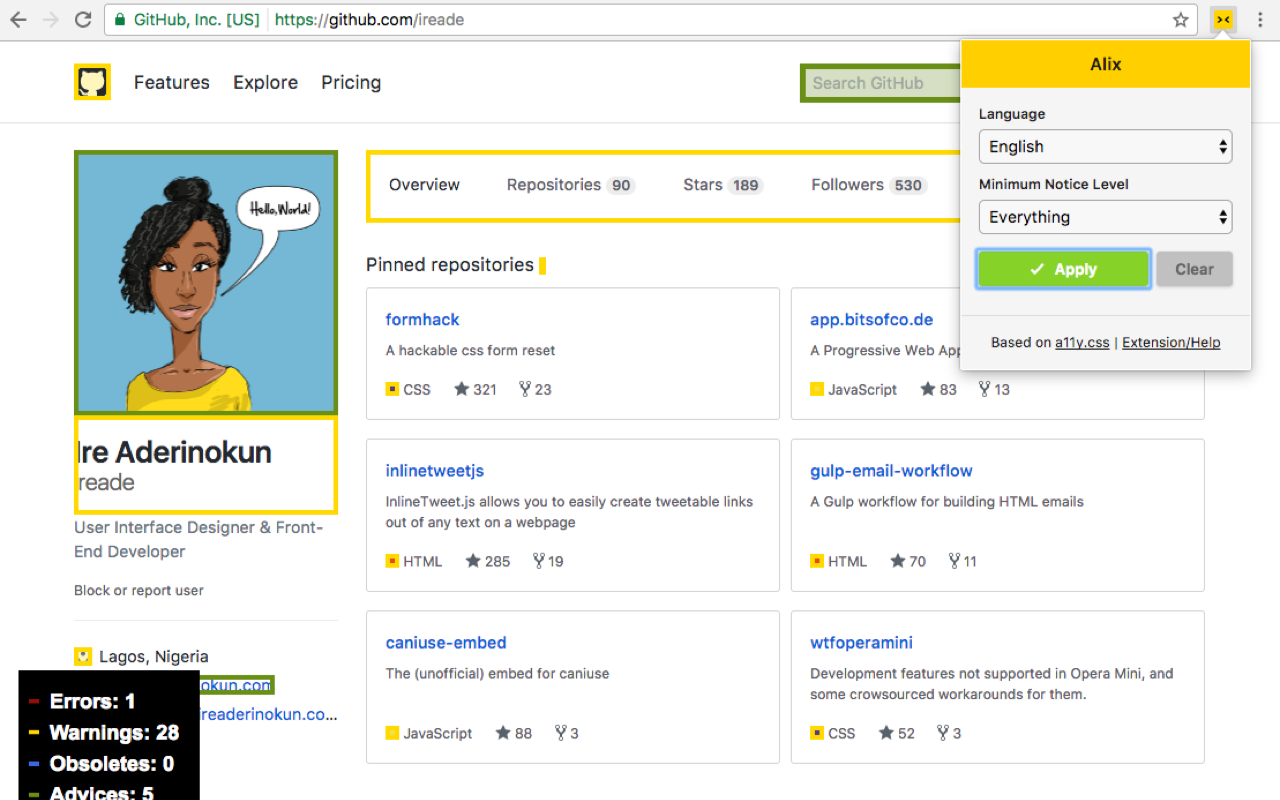 GitHub, Inc. [US] https://github.com/ireade
Features Explore Pricing
Search GitHub
Alix
Language
English
Minimum Notice Level
Everything
Apply Clear
Based on a11y.css | Extension/Help
Hello, World!
Overview Repositories 90 Stars 189 Followers 530
Pinned repositories
formhack
A hackable css form reset
CSS 321 23
app.bitsofco.de
A Progressive Web App
JavaScript 83 13
inlinetweetjs
InlineTweet.js allows you to easily create tweetable links
out of any text on a webpage
HTML 285 19
gulp-email-workflow
A Gulp workflow for building HTML emails
HTML 70 11
caniuse-embed
The (unofficial) embed for caniuse
JavaScript 88 3
wtfoperamini
Development features not supported in Opera Mini, and
some crowsourced workarounds for them.
CSS 52 3
Ire Aderinokun
ireade
User Interface Designer & Front-
End Developer
Block or report user
Lagos, Nigeria
okun.com
ireaderinokun.co...
Errors: 1
Warnings: 28
Obsoletes: 0
Advices: 5